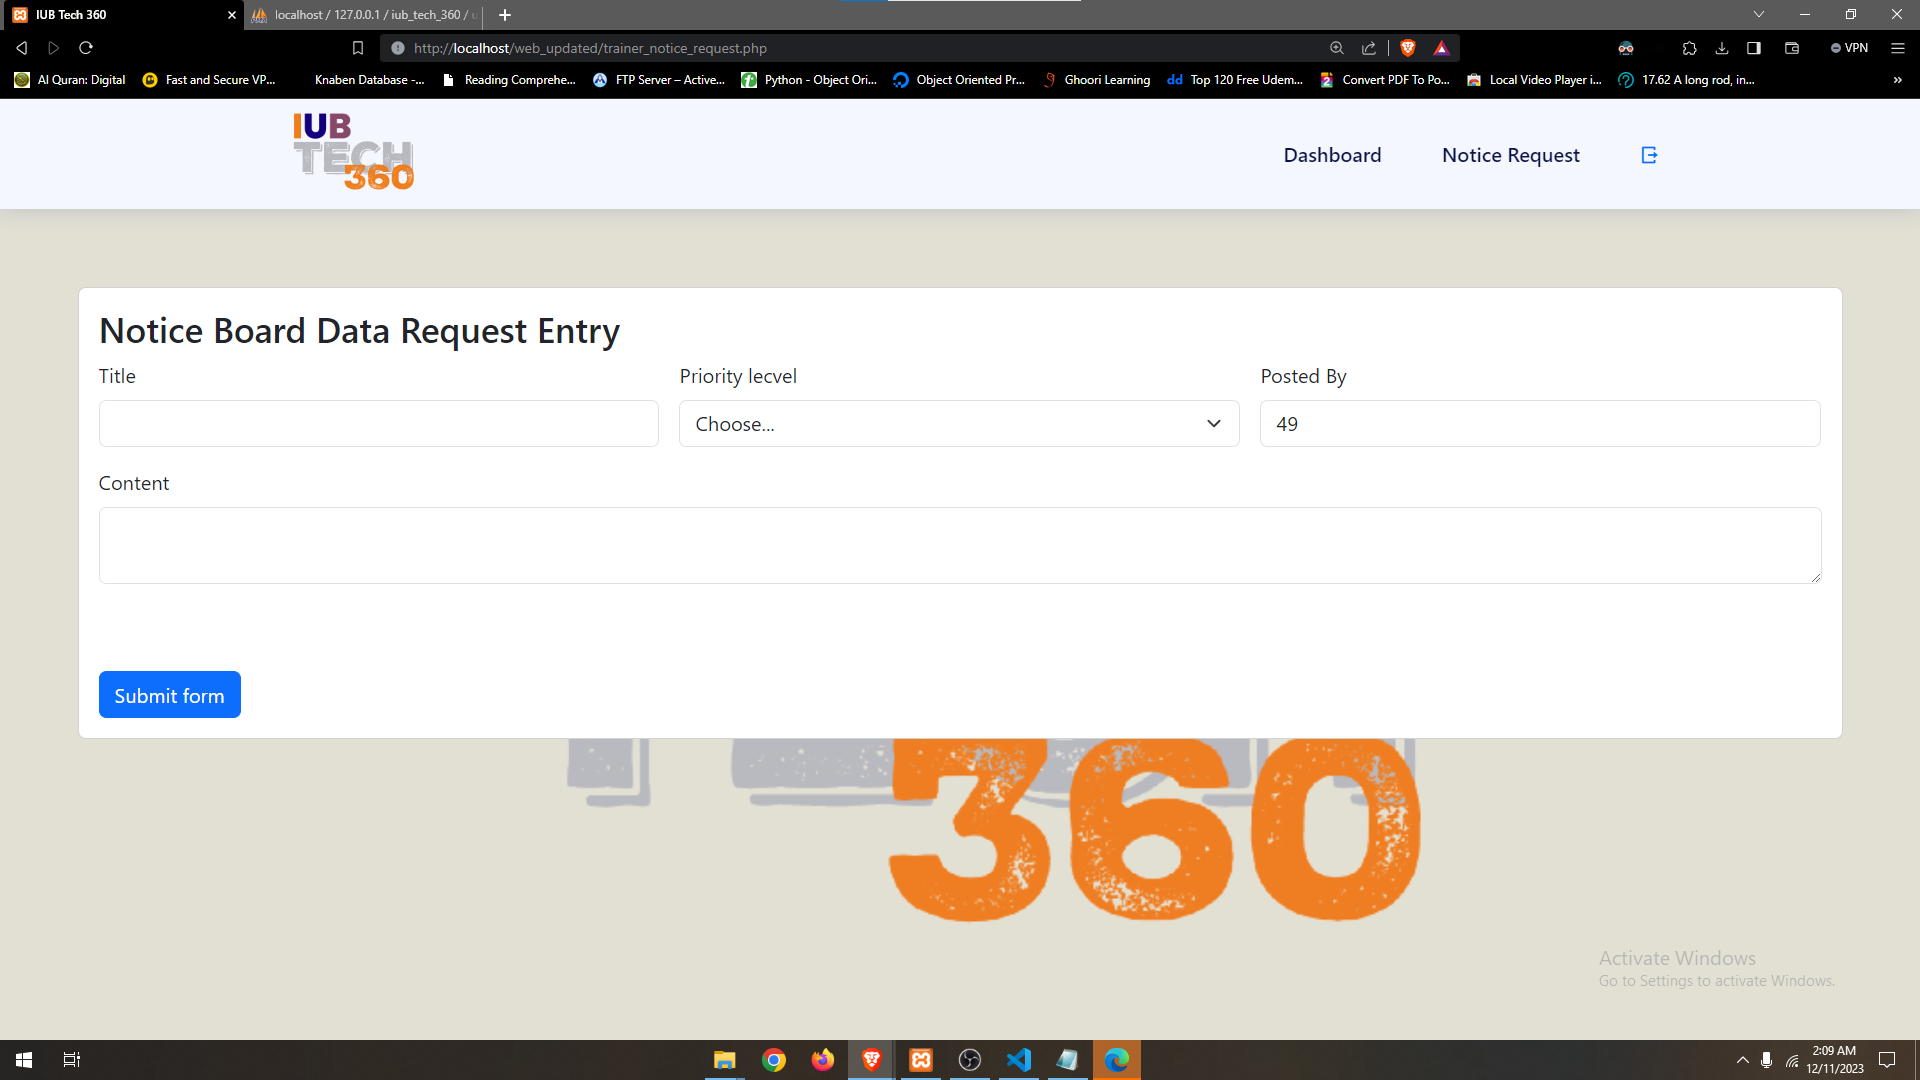 IUB Tech 360
localhost / 127.0.0.1 / iub_tech_360 /
http://localhost/web_updated/trainer_notice_request.php
VPN
Al Quran: Digital
Fast and Secure VP...
Knaben Database -...
Reading Comprehe...
FTP Server – Active...
Python - Object Ori...
Object Oriented Pr...
Ghoori Learning
dd Top 120 Free Udem...
Convert PDF To Po...
Local Video Player i...
17.62 A long rod, in...
»
IUB
TECH
360
Dashboard
Notice Request
Notice Board Data Request Entry
Title
Priority lecvel
Posted By
Choose...
49
Content
Submit form
360
Activate Windows
Go to Settings to activate Windows.
2:09 AM
12/11/2023